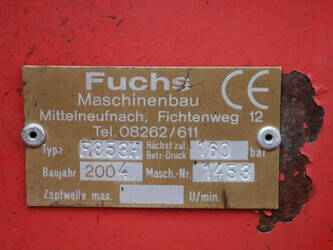 Fuchs CE
Maschinenbau
Mittelneufnach, Fichtenweg 12
Tel. 08262/611
Type Höchst zul. Betr.-Druck 160 bar
Baujahr 2004 Masch.-Nr. 1453
Zapfwelle max. U/min.